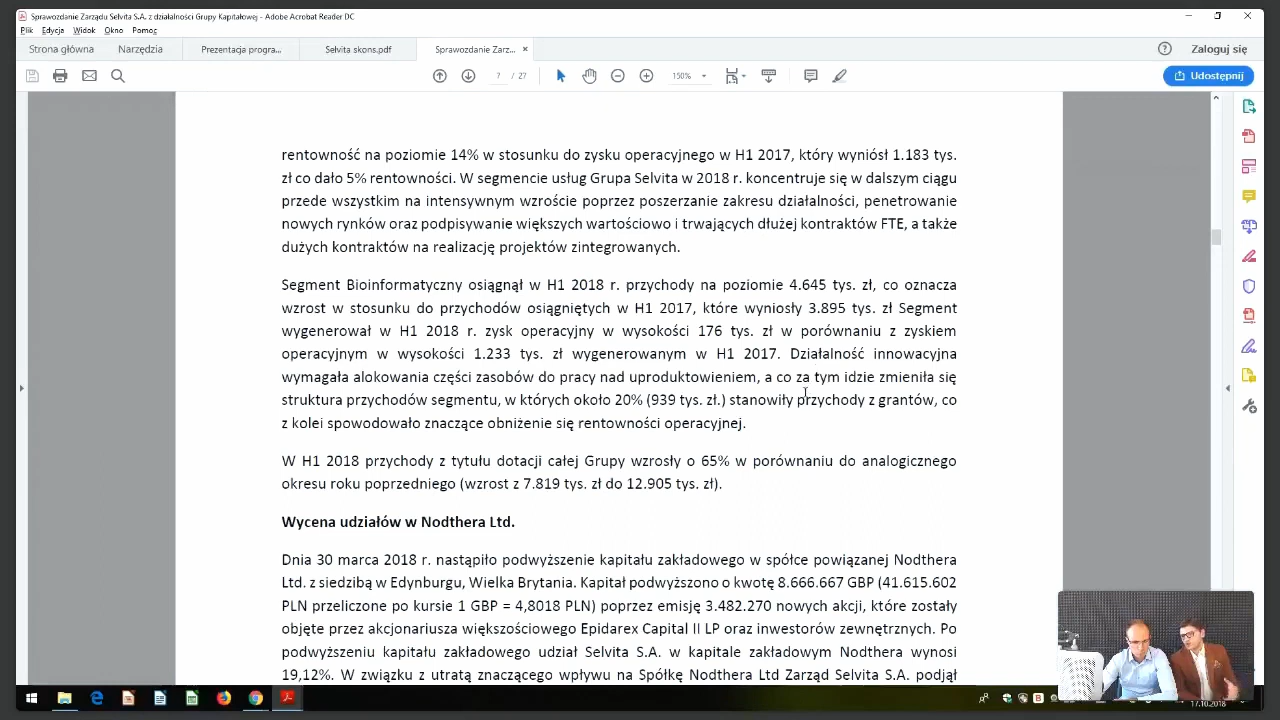 Sprawozdanie Zarządu Selvita S.A. z działalności Grupy Kapitałowej - Adobe Acrobat Reader DC
Plik Edycja Widok Okno Pomoc
Strona główna Narzędzia Prezentacja progra... Selvita skons.pdf Sprawozdanie Zarz... × Zaloguj się
7 / 27 150% Udostępnij
rentowność na poziomie 14% w stosunku do zysku operacyjnego w H1 2017, który wyniósł 1.183 tys.
zł co dało 5% rentowności. W segmencie usług Grupa Selvita w 2018 r. koncentruje się w dalszym ciągu
przede wszystkim na intensywnym wzroście poprzez poszerzanie zakresu działalności, penetrowanie
nowych rynków oraz podpisywanie większych wartościowo i trwających dłużej kontraktów FTE, a także
dużych kontraktów na realizację projektów zintegrowanych.
Segment Bioinformatyczny osiągnął w H1 2018 r. przychody na poziomie 4.645 tys. zł, co oznacza
wzrost w stosunku do przychodów osiągniętych w H1 2017, które wyniosły 3.895 tys. zł Segment
wygenerował w H1 2018 r. zysk operacyjny w wysokości 176 tys. zł w porównaniu z zyskiem
operacyjnym w wysokości 1.233 tys. zł wygenerowanym w H1 2017. Działalność innowacyjna
wymagała alokowania części zasobów do pracy nad uproduktowieniem, a co za tym idzie zmieniła się
struktura przychodów segmentu, w których około 20% (939 tys. zł.) stanowiły przychody z grantów, co
z kolei spowodowało znaczące obniżenie się rentowności operacyjnej.
W H1 2018 przychody z tytułu dotacji całej Grupy wzrosły o 65% w porównaniu do analogicznego
okresu roku poprzedniego (wzrost z 7.819 tys. zł do 12.905 tys. zł).
Wycena udziałów w Nodthera Ltd.
Dnia 30 marca 2018 r. nastąpiło podwyższenie kapitału zakładowego w spółce powiązanej Nodthera
Ltd. z siedzibą w Edynburgu, Wielka Brytania. Kapitał podwyższono o kwotę 8.666.667 GBP (41.615.602
PLN przeliczone po kursie 1 GBP = 4,8018 PLN) poprzez emisję 3.482.270 nowych akcji, które zostały
objęte przez akcjonariusza większościowego Epidarex Capital II LP oraz inwestorów zewnętrznych. Po
podwyższeniu kapitału zakładowego udział Selvita S.A. w kapitale zakładowym Nodthera wynosi
19,12%. W związku z utratą znaczącego wpływu na Spółkę Nodthera Ltd Zarząd Selvita S.A. podjął
17.10.2018